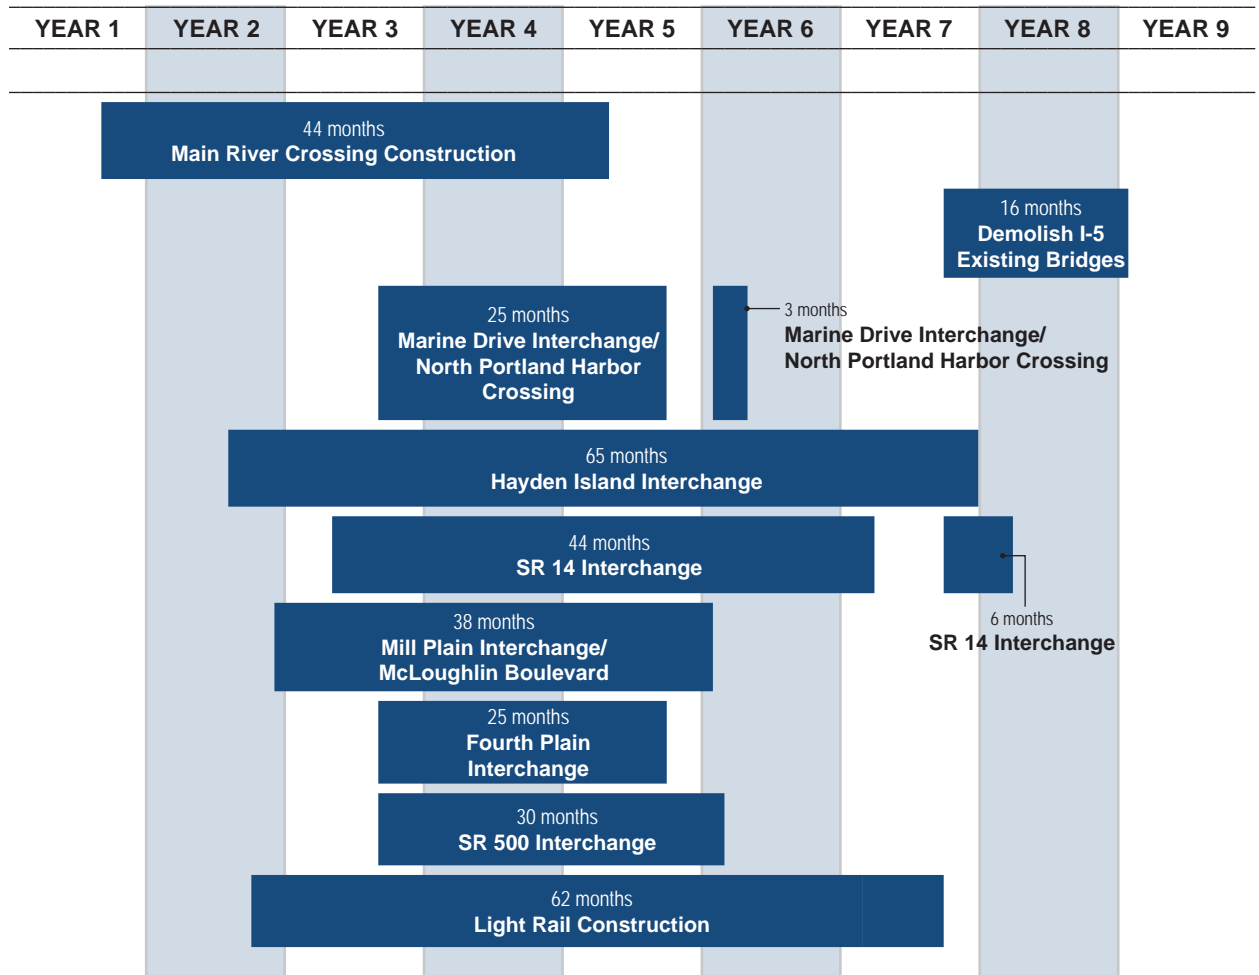 YEAR 1 YEAR 2 YEAR 3 YEAR 4 YEAR 5 YEAR 6 YEAR 7 YEAR 8 YEAR 9
44 months
Main River Crossing Construction
16 months
Demolish I-5
Existing Bridges
25 months
Marine Drive Interchange/
North Portland Harbor
Crossing
3 months
Marine Drive Interchange/
North Portland Harbor Crossing
65 months
Hayden Island Interchange
44 months
SR 14 Interchange
6 months
SR 14 Interchange
38 months
Mill Plain Interchange/
McLoughlin Boulevard
25 months
Fourth Plain
Interchange
30 months
SR 500 Interchange
62 months
Light Rail Construction